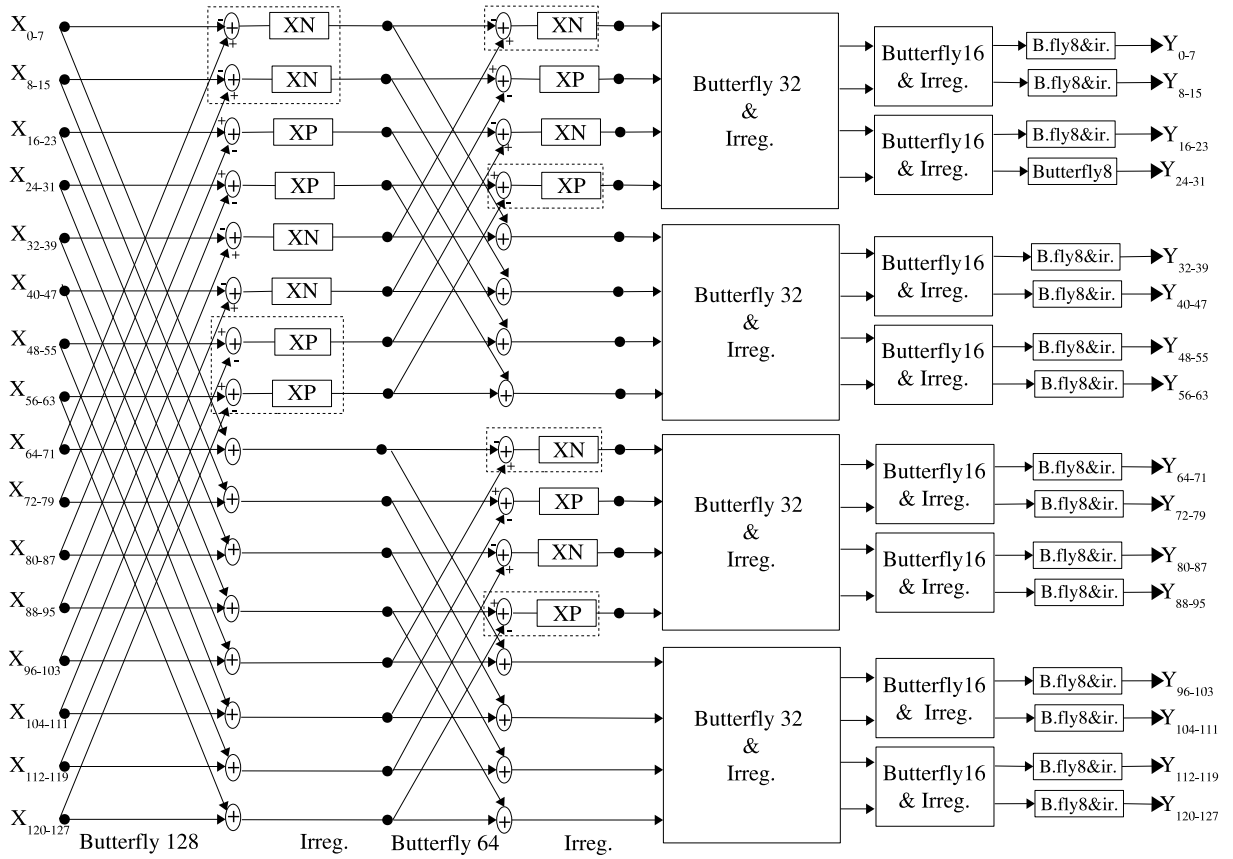 X0-7
X8-15
X16-23
X24-31
X32-39
X40-47
X48-55
X56-63
X64-71
X72-79
X80-87
X88-95
X96-103
X104-111
X112-119
X120-127
- + XN
+
- + XN
+
+ + XP
-
+ + XP
-
- + XN
+
- + XN
+
+ + XP
-
+ + XP
-
+
+
+
+
+
+
+
+
Butterfly 128
Irreg.
- + XN
+
+ + XP
-
- + XN
+
+ + XP
-
+
+
+
+
- + XN
+
+ + XP
-
- + XN
+
+ + XP
-
+
+
+
+
Butterfly 64
Irreg.
Butterfly 32
&
Irreg.
Butterfly 32
&
Irreg.
Butterfly 32
&
Irreg.
Butterfly 32
&
Irreg.
Butterfly16
& Irreg.
Butterfly16
& Irreg.
Butterfly16
& Irreg.
Butterfly16
& Irreg.
Butterfly16
& Irreg.
Butterfly16
& Irreg.
Butterfly16
& Irreg.
Butterfly16
& Irreg.
B.fly8&ir. Y0-7
B.fly8&ir. Y8-15
B.fly8&ir. Y16-23
Butterfly8 Y24-31
B.fly8&ir. Y32-39
B.fly8&ir. Y40-47
B.fly8&ir. Y48-55
B.fly8&ir. Y56-63
B.fly8&ir. Y64-71
B.fly8&ir. Y72-79
B.fly8&ir. Y80-87
B.fly8&ir. Y88-95
B.fly8&ir. Y96-103
B.fly8&ir. Y104-111
B.fly8&ir. Y112-119
B.fly8&ir. Y120-127